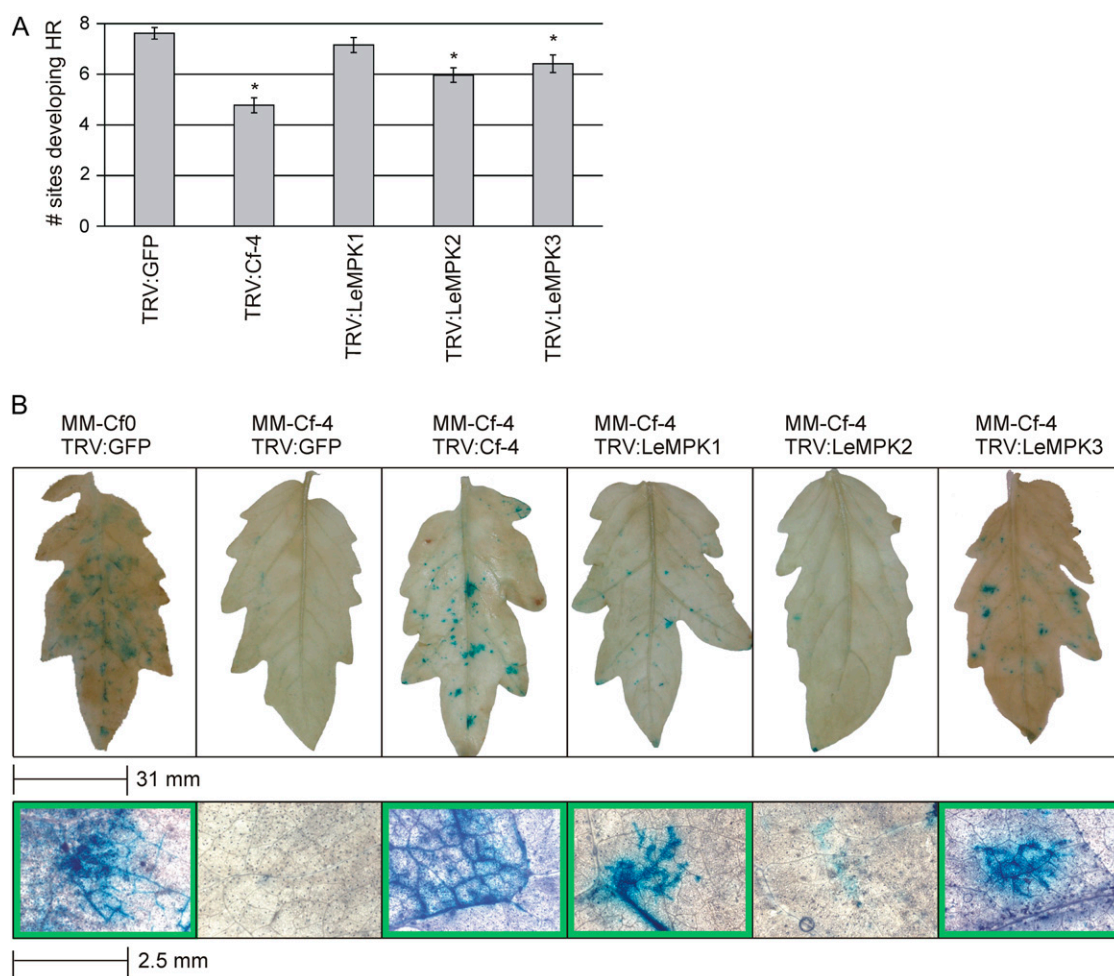 A
# sites developing HR
8
6
4
2
0
*
*
*
TRV:GFP
TRV:Cf-4
TRV:LeMPK1
TRV:LeMPK2
TRV:LeMPK3
B
MM-Cf0
TRV:GFP
MM-Cf-4
TRV:GFP
MM-Cf-4
TRV:Cf-4
MM-Cf-4
TRV:LeMPK1
MM-Cf-4
TRV:LeMPK2
MM-Cf-4
TRV:LeMPK3
31 mm
2.5 mm